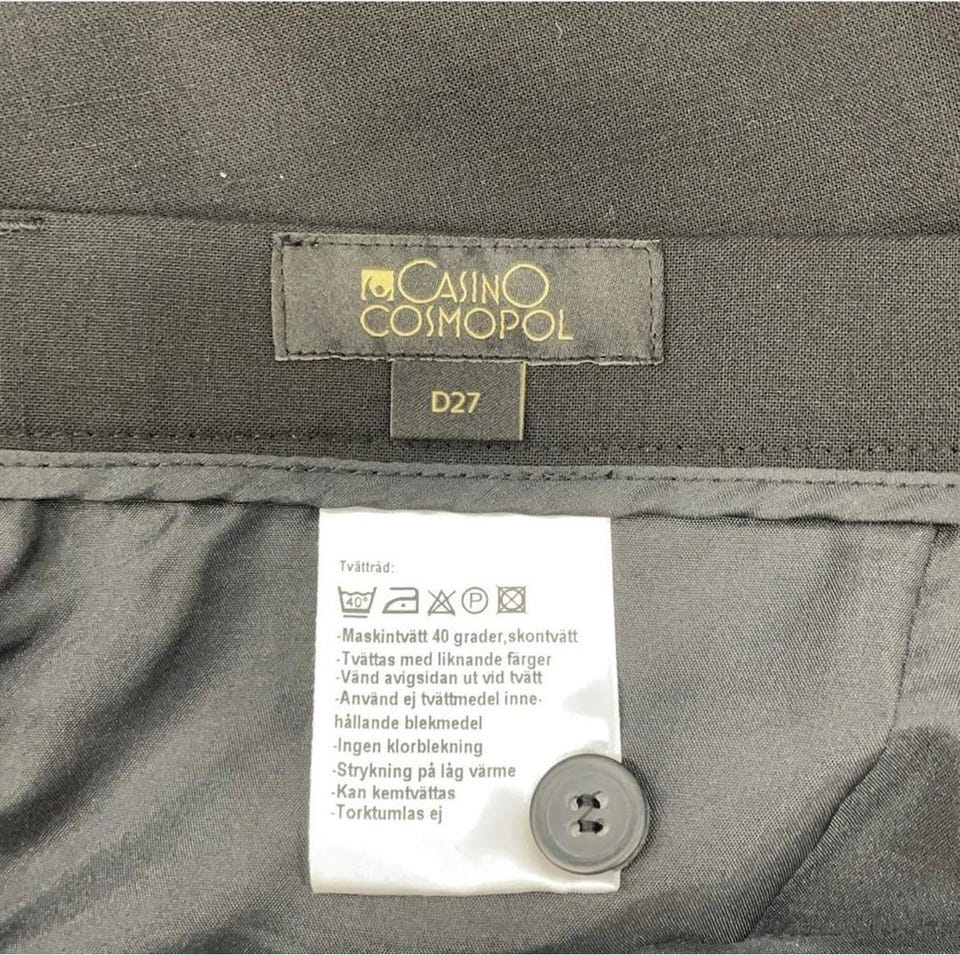 CASINO
COSMOPOL
D27
Tvättråd:
40° P
-Maskintvätt 40 grader,skontvätt
-Tvättas med liknande färger
-Vänd avigsidan ut vid tvätt
-Använd ej tvättmedel inne-
hållande blekmedel
-Ingen klorblekning
-Strykning på låg värme
-Kan kemtvättas
-Torktumlas ej